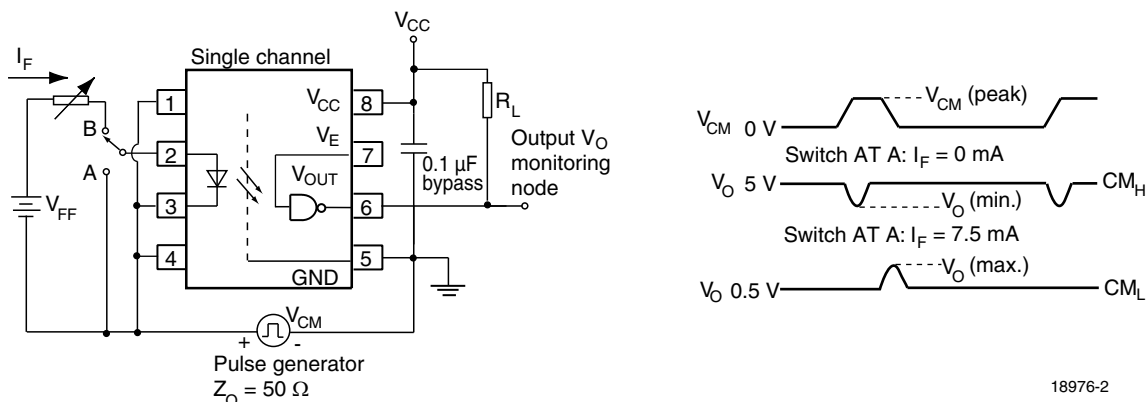 V_CC
I_F
Single channel
1
V_CC
8
R_L
B
V_E
2
7
Output V_O
monitoring
node
0.1 µF
bypass
A
V_OUT
V_FF
3
6
4
GND
5
V_CM
+ -
Pulse generator
Z_O = 50 Ω
V_CM (peak)
V_CM 0 V
Switch AT A: I_F = 0 mA
V_O 5 V
CM_H
V_O (min.)
Switch AT A: I_F = 7.5 mA
V_O (max.)
V_O 0.5 V
CM_L
18976-2